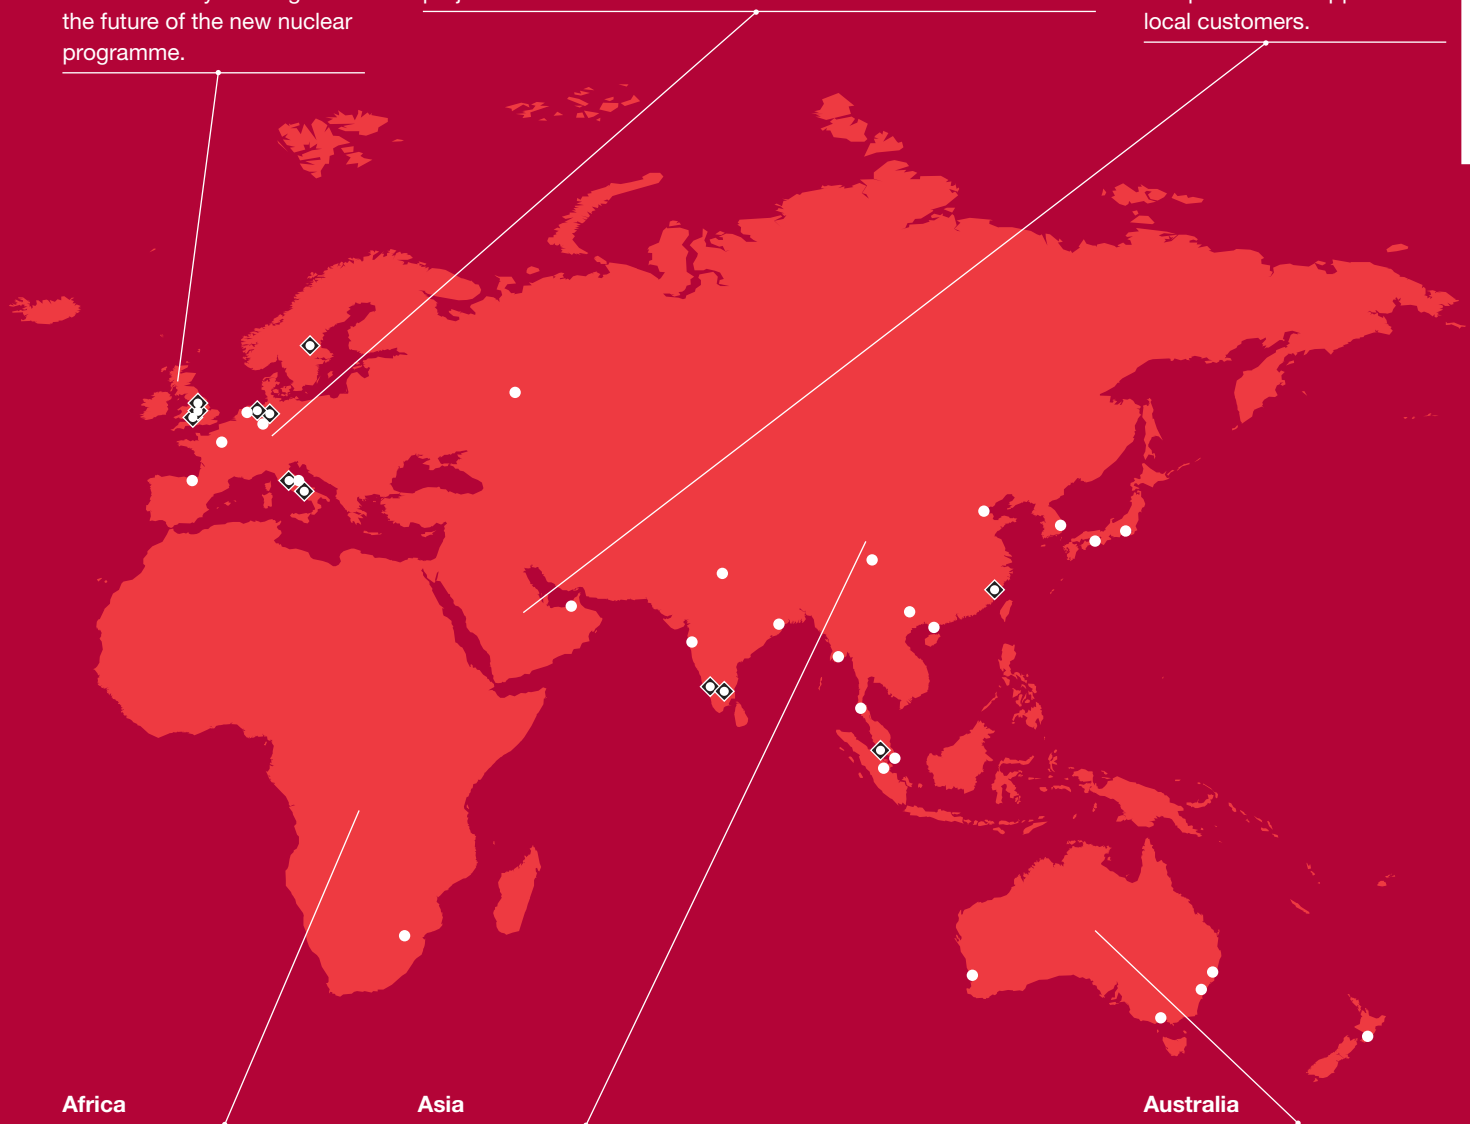 the future of the new nuclear
programme.
local customers.
Africa
Asia
Australia